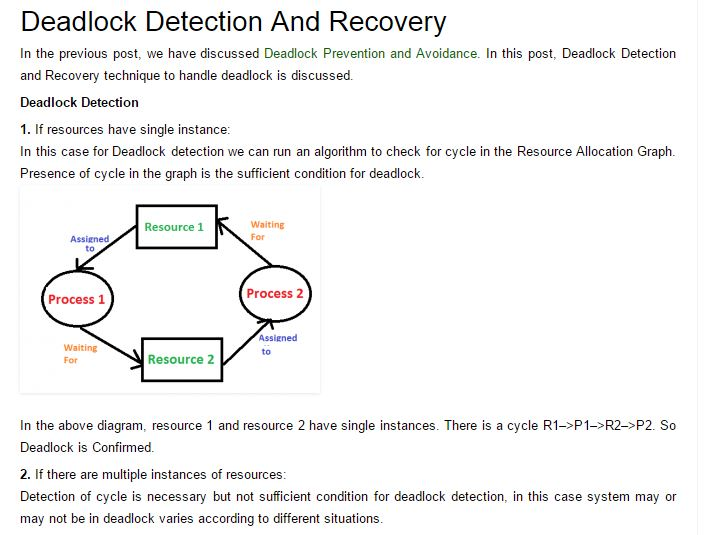 Deadlock Detection And Recovery
In the previous post, we have discussed Deadlock Prevention and Avoidance. In this post, Deadlock Detection
and Recovery technique to handle deadlock is discussed.
Deadlock Detection
1. If resources have single instance:
In this case for Deadlock detection we can run an algorithm to check for cycle in the Resource Allocation Graph.
Presence of cycle in the graph is the sufficient condition for deadlock.
Resource 1
Waiting
For
Assigned
to
Process 1
Process 2
Waiting
For
Resource 2
Assigned
to
In the above diagram, resource 1 and resource 2 have single instances. There is a cycle R1–>P1–>R2–>P2. So
Deadlock is Confirmed.
2. If there are multiple instances of resources:
Detection of cycle is necessary but not sufficient condition for deadlock detection, in this case system may or
may not be in deadlock varies according to different situations.